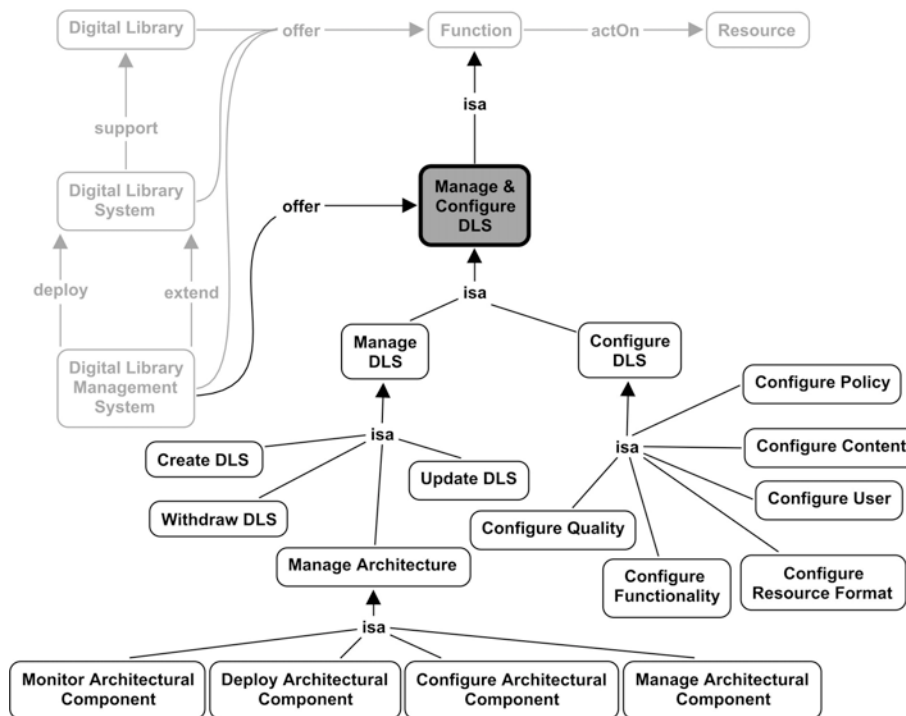 Digital Library
offer
Function
actOn
Resource
isa
support
Digital Library
System
offer
Manage &
Configure
DLS
deploy
extend
isa
Manage
DLS
Configure
DLS
Digital Library
Management
System
Configure Policy
isa
isa
Configure Content
Create DLS
Update DLS
Configure User
Withdraw DLS
Configure Quality
Manage Architecture
Configure
Functionality
Configure
Resource Format
isa
Monitor Architectural
Component
Deploy Architectural
Component
Configure Architectural
Component
Manage Architectural
Component